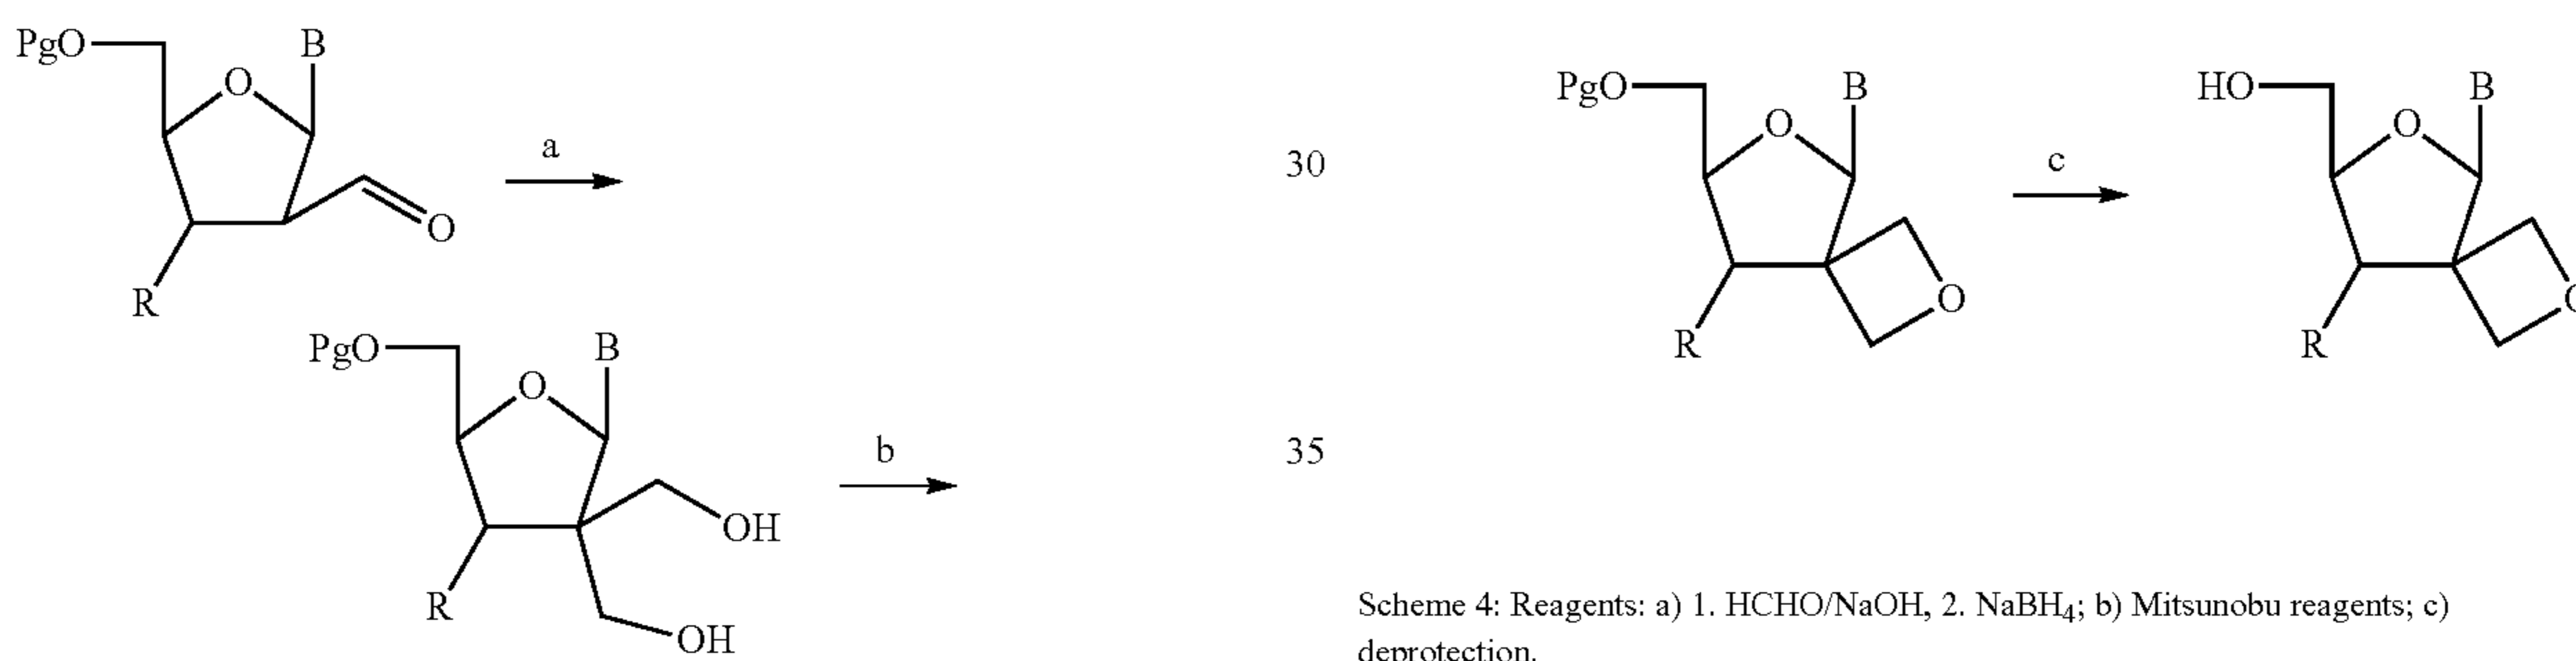 PgO B
O
a
O
R
PgO B
O
b
OH
R
OH
30
35
PgO B
O
c
O
R
HO B
O
R
Scheme 4: Reagents: a) 1. HCHO/NaOH, 2. NaBH4; b) Mitsunobu reagents; c)
deprotection.